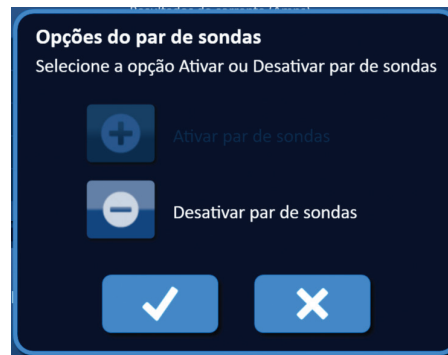 Opções do par de sondas
Selecione a opção Ativar ou Desativar par de sondas
Ativar par de sondas
Desativar par de sondas